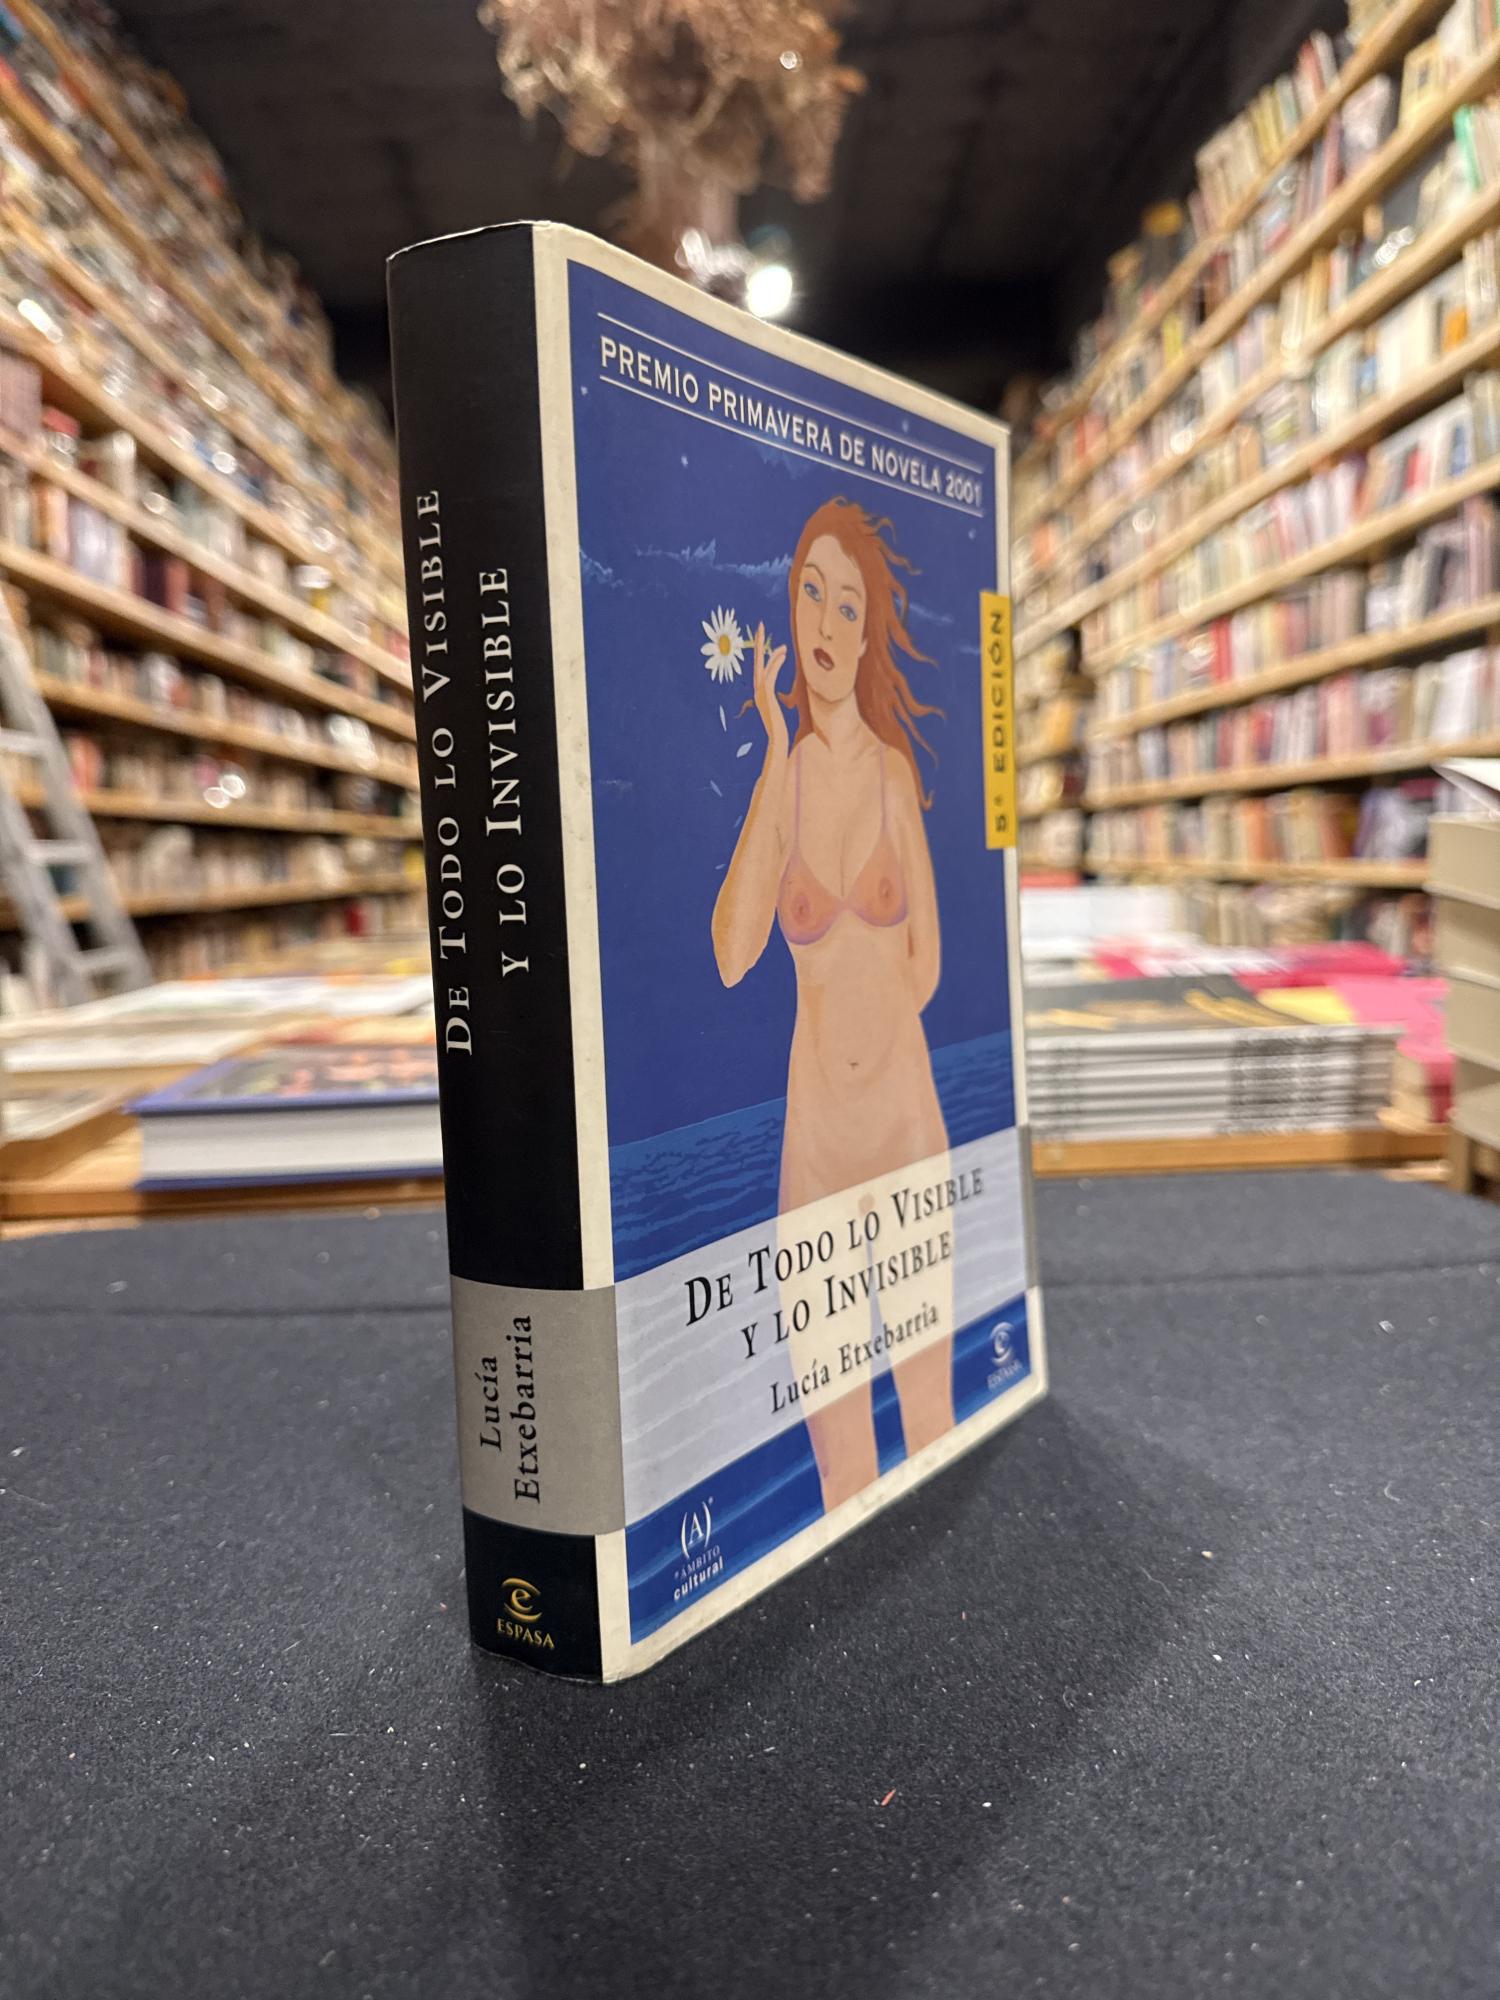 DE TODO LO VISIBLE
Y LO INVISIBLE
Lucía
Etxebarria
e
ESPASA
PREMIO PRIMAVERA DE NOVELA 2001
5ª EDICIÓN
DE TODO LO VISIBLE
Y LO INVISIBLE
Lucía Etxebarria
e
ESPASA
(A)
ÁMBITO
cultural